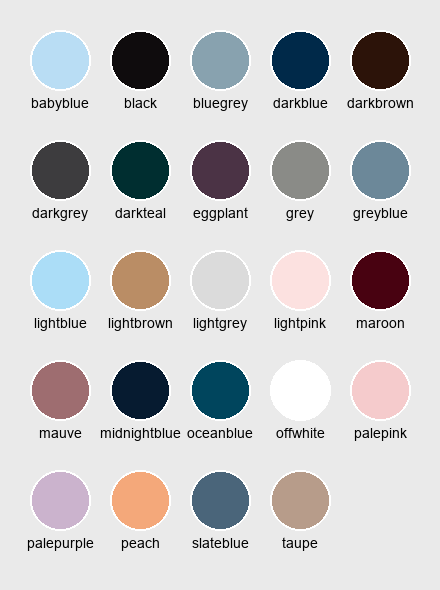 babyblue black bluegrey darkblue darkbrown
darkgrey darkteal eggplant grey greyblue
lightblue lightbrown lightgrey lightpink maroon
mauve midnightblue oceanblue offwhite palepink
palepurple peach slateblue taupe